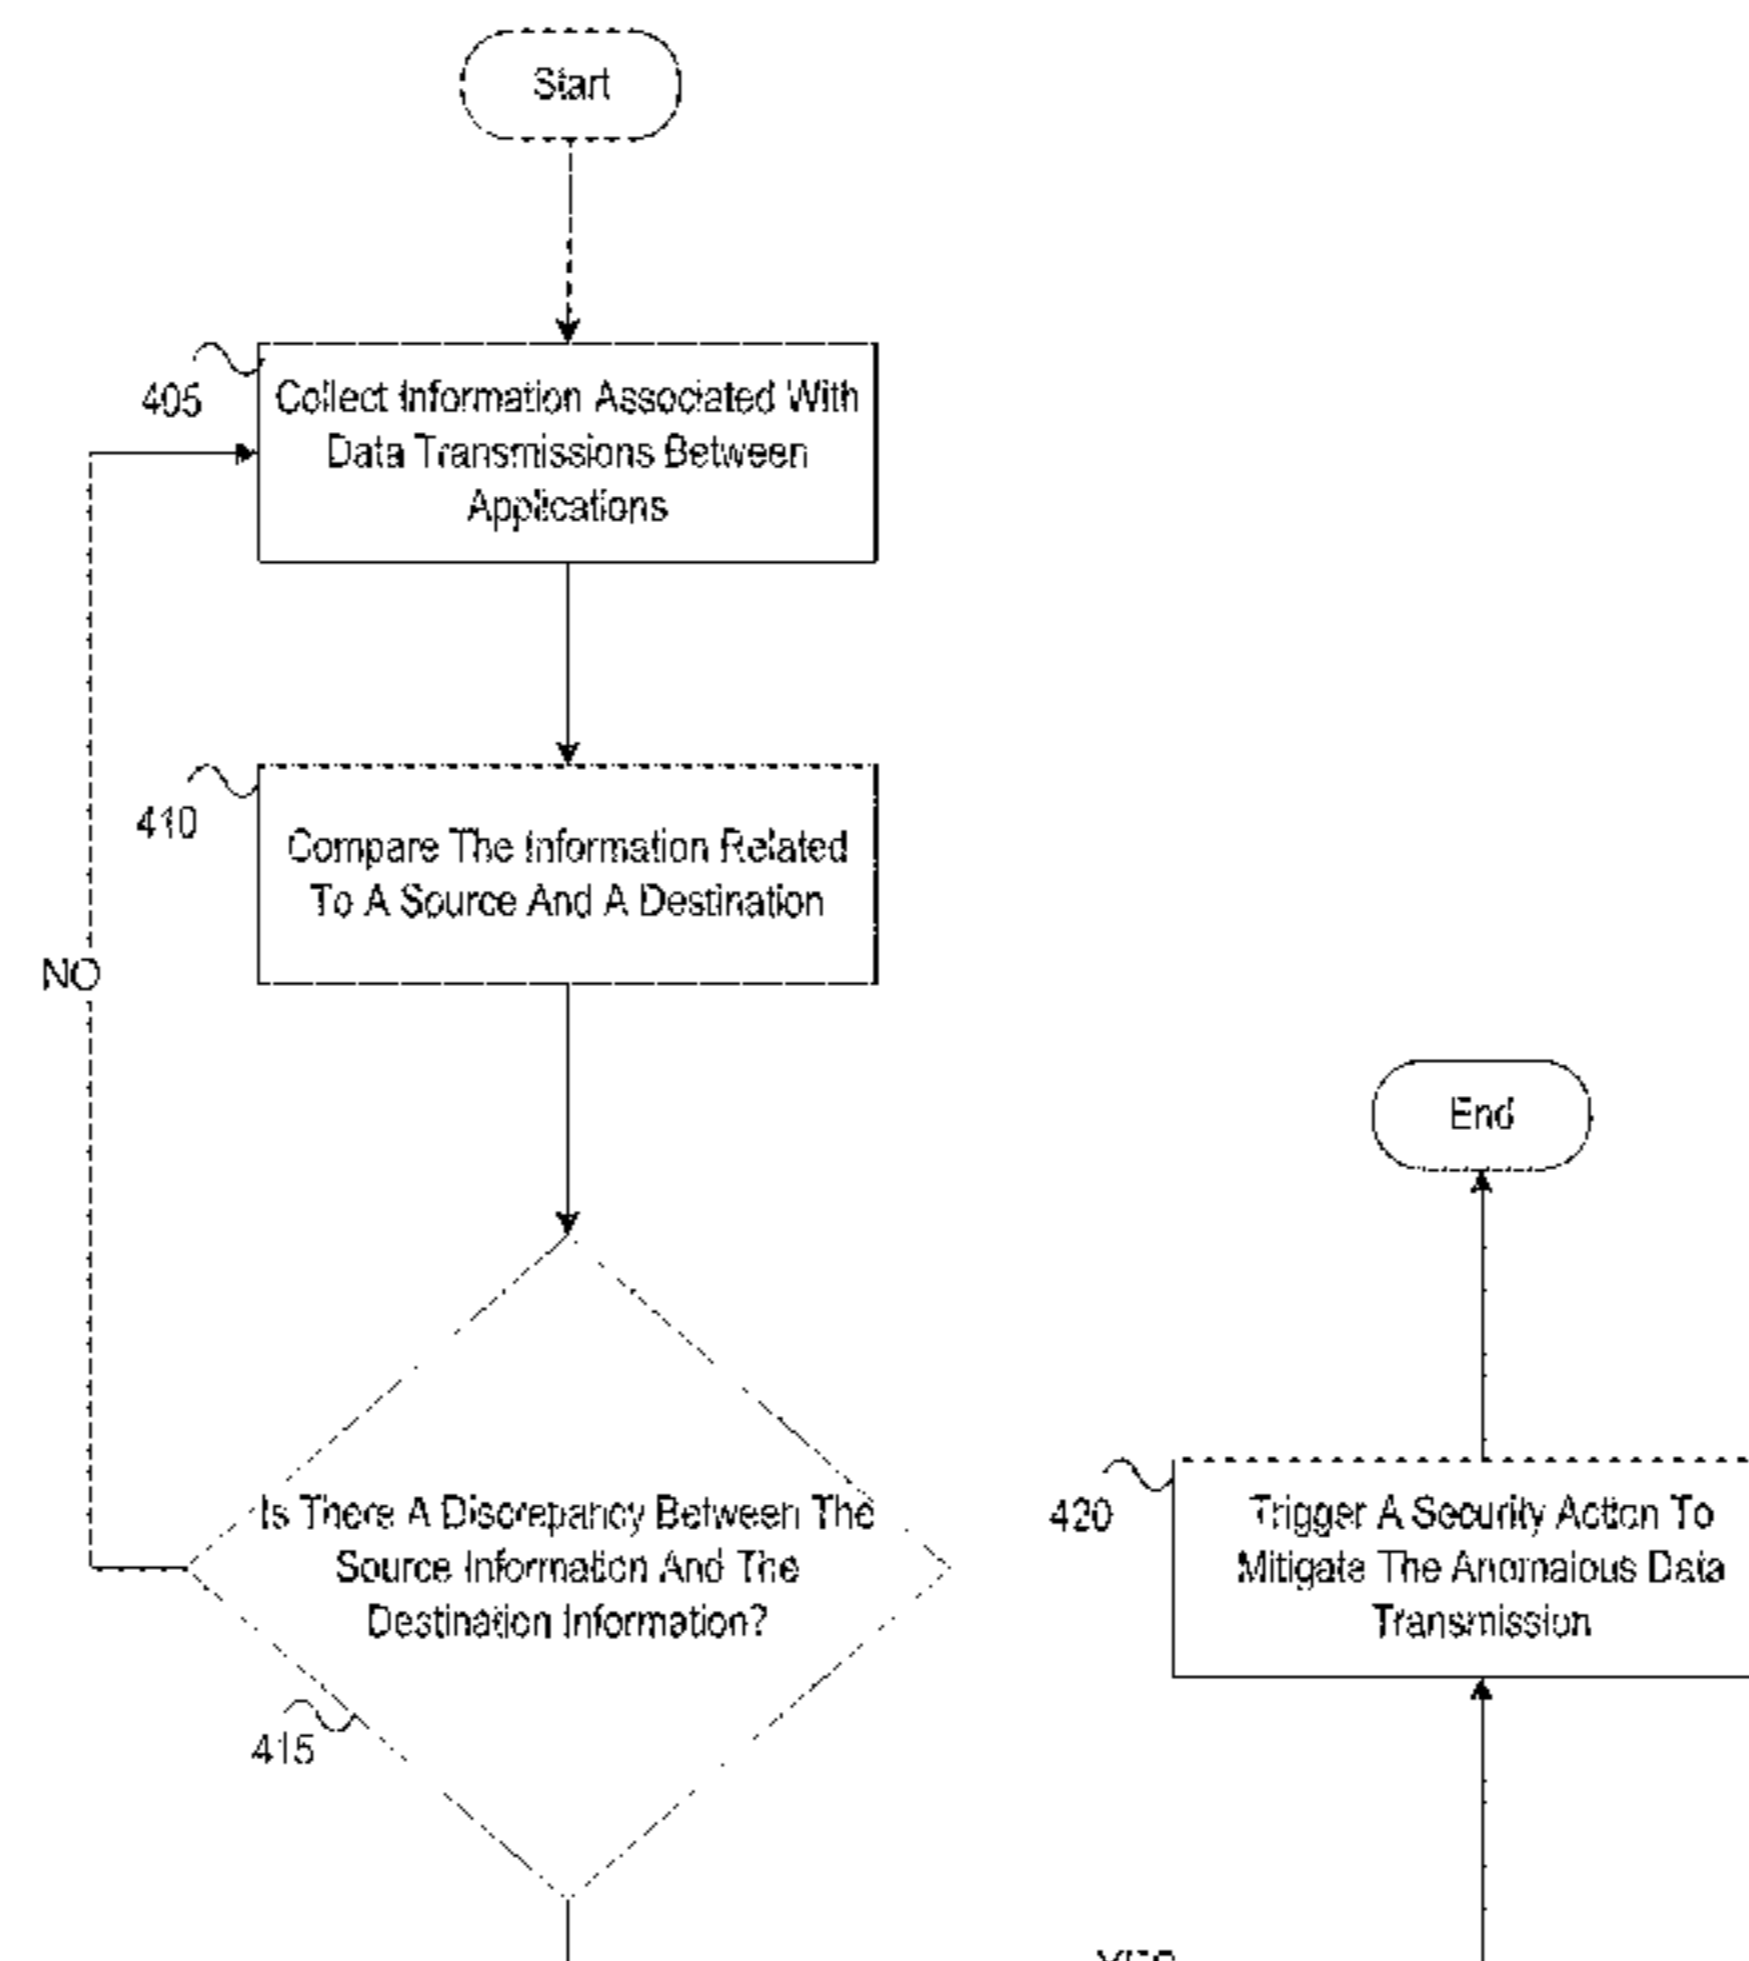 Start
405
Collect Information Associated With
Data Transmissions Between
Applications
410
Compare The Information Related
To A Source And A Destination
NO
End
Is There A Discrepancy Between The
Source Information And The
Destination Information?
415
420
Trigger A Security Action To
Mitigate The Anomalous Data
Transmission